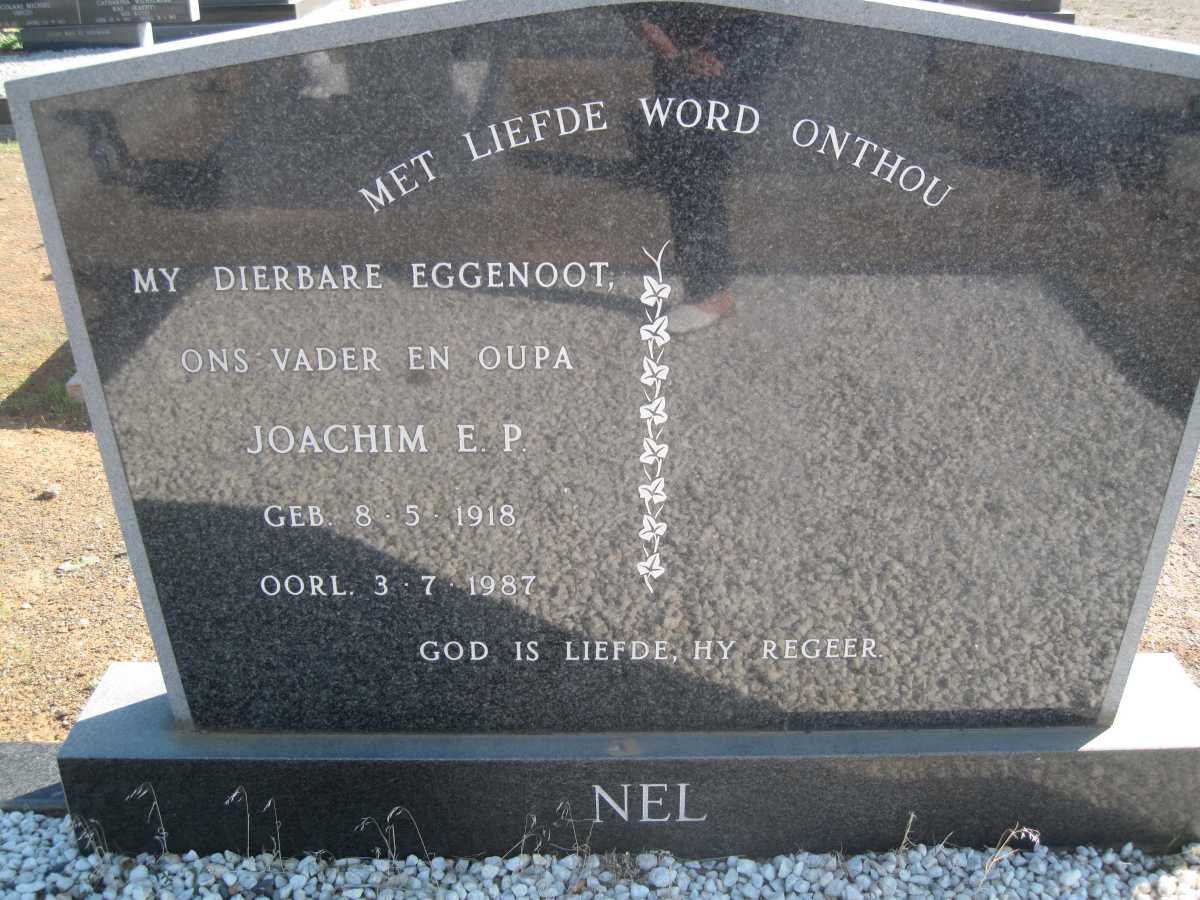 MET LIEFDE WORD ONTHOU
MY DIERBARE EGGENOOT,
ONS VADER EN OUPA
JOACHIM E. P.
GEB. 8 · 5 · 1918
OORL. 3 · 7 · 1987
GOD IS LIEFDE, HY REGEER.
NEL